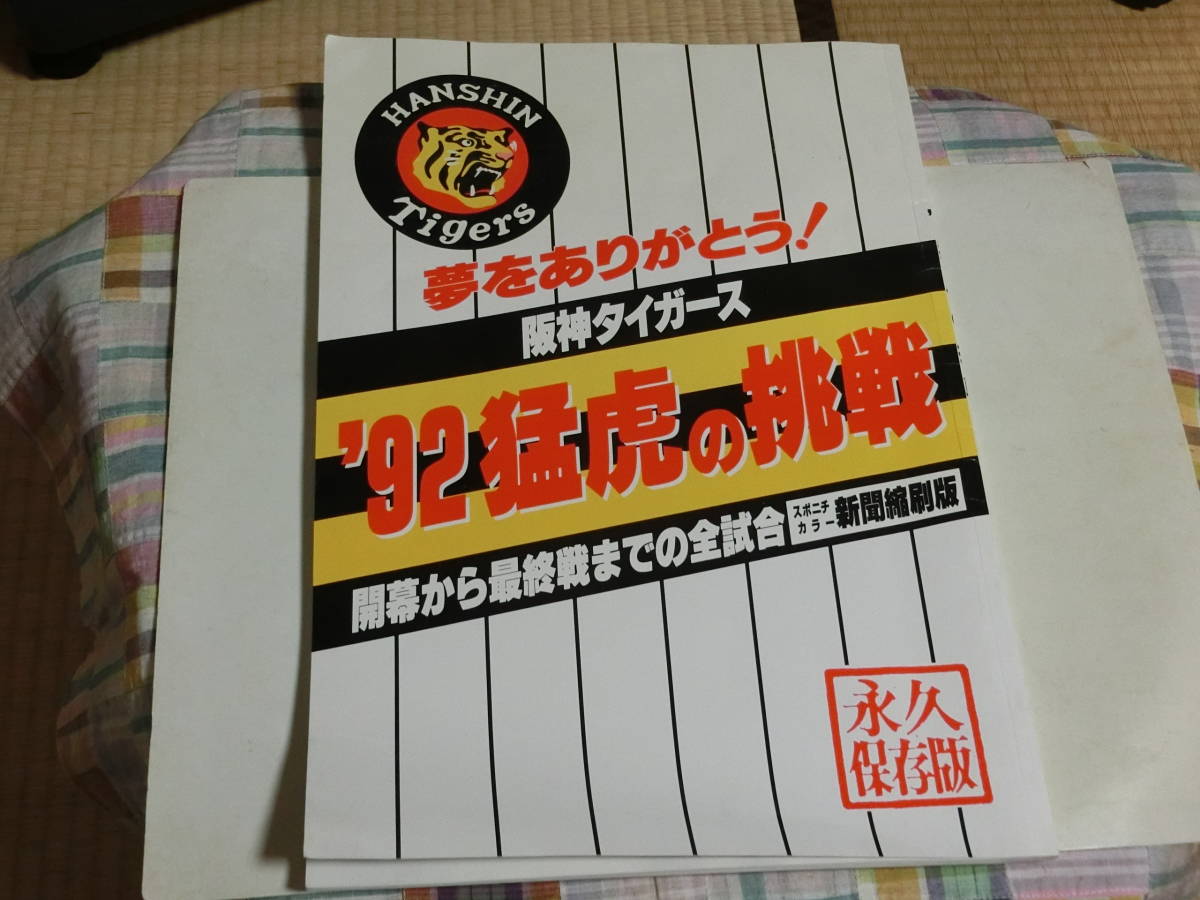 HANSHIN
Tigers
夢をありがとう!
阪神タイガース
'92 猛虎の挑戦
開幕から最終戦までの全試合 スポニチ カラー 新聞縮刷版
永久
保存版